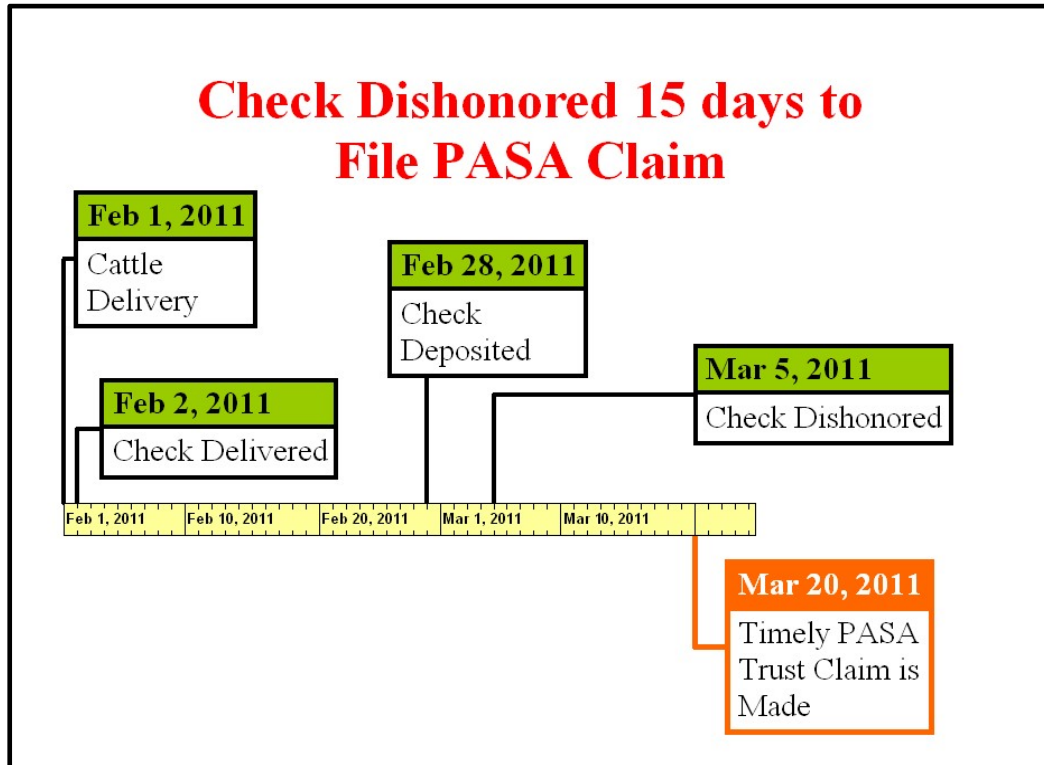 Check Dishonored 15 days to
File PASA Claim
Feb 1, 2011
Cattle
Delivery
Feb 2, 2011
Check Delivered
Feb 28, 2011
Check
Deposited
Mar 5, 2011
Check Dishonored
Feb 1, 2011
Feb 10, 2011
Feb 20, 2011
Mar 1, 2011
Mar 10, 2011
Mar 20, 2011
Timely PASA
Trust Claim is
Made